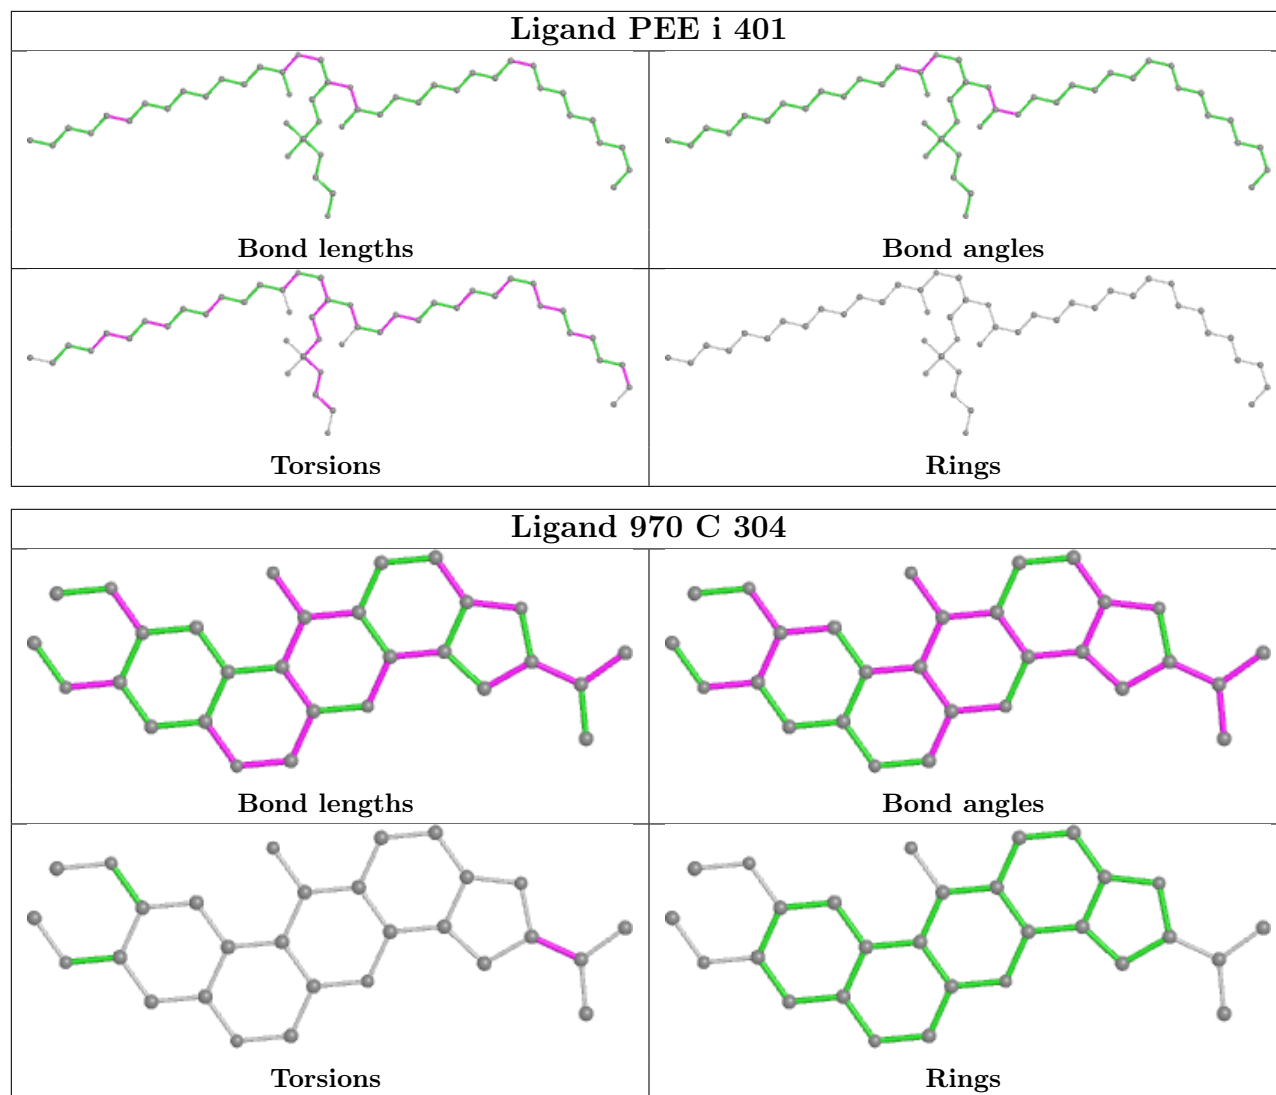 Ligand PEE i 401
Bond lengths
Bond angles
Torsions
Rings
Ligand 970 C 304
Bond lengths
Bond angles
Torsions
Rings